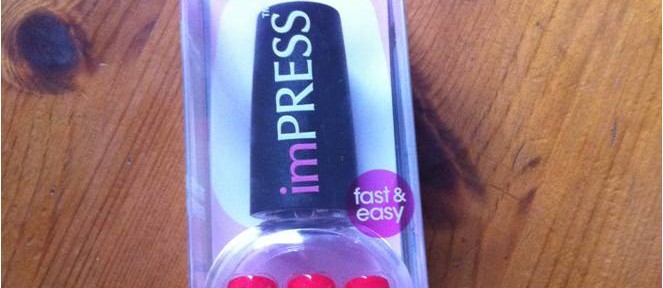 imPRESS™
fast &
easy